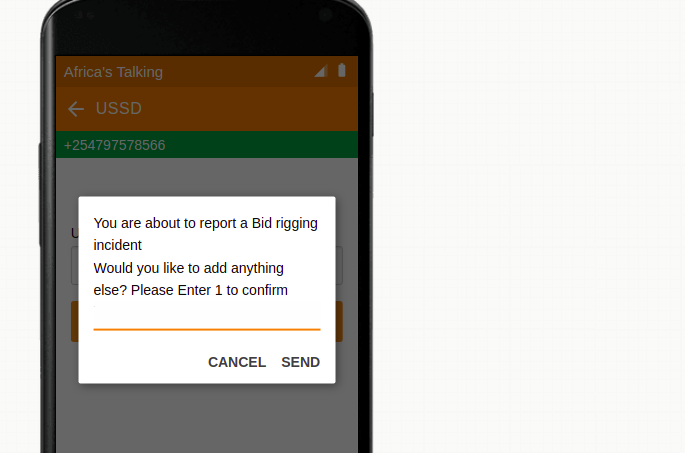 Africa's Talking
USSD
+254797578566
U
You are about to report a Bid rigging
incident
Would you like to add anything
else? Please Enter 1 to confirm
CANCEL SEND